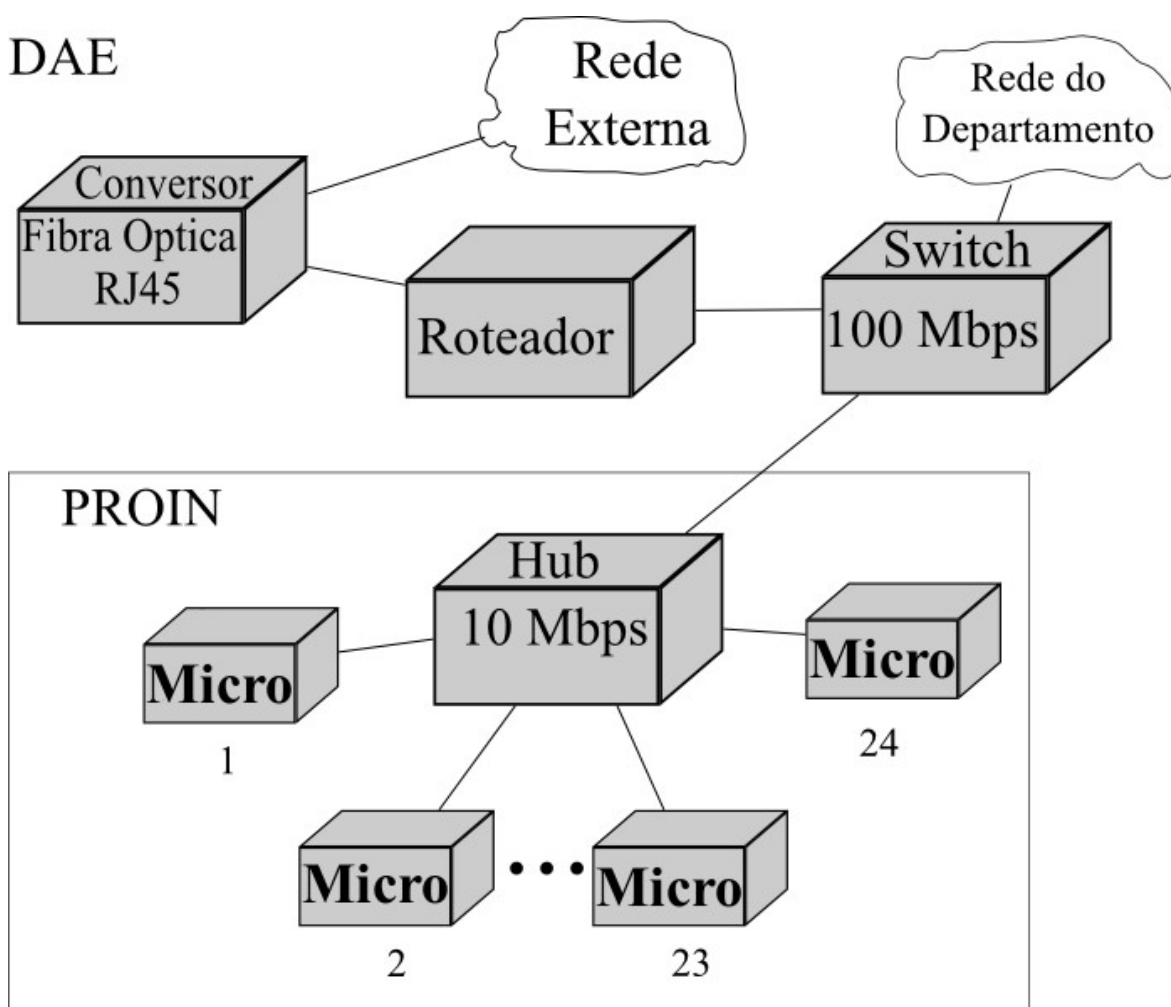 DAE
Rede
Externa
Rede do
Departamento
Conversor
Fibra Optica
RJ45
Roteador
Switch
100 Mbps
PROIN
Hub
10 Mbps
Micro
1
Micro
24
Micro
2
• • •
Micro
23